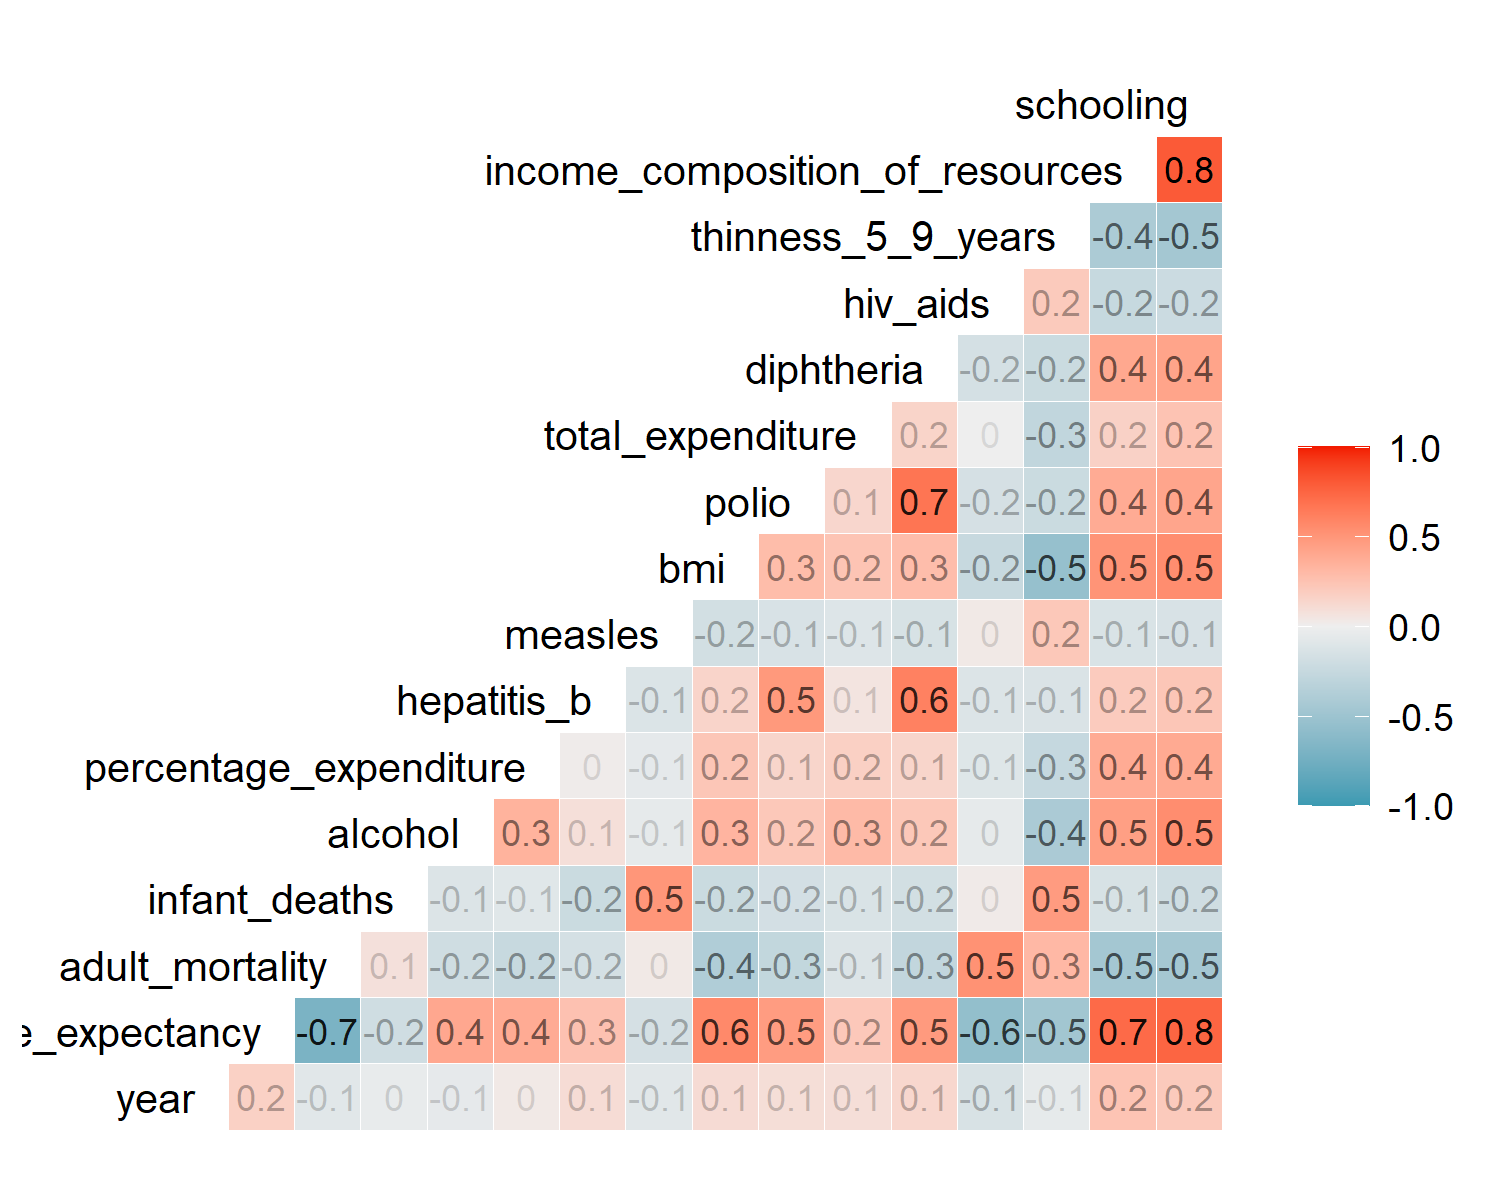 schooling
income_composition_of_resources 0.8
thinness_5_9_years -0.4 -0.5
hiv_aids 0.2 -0.2 -0.2
diphtheria -0.2 -0.2 0.4 0.4
total_expenditure 0.2 0 -0.3 0.2 0.2
1.0
polio 0.1 0.7 -0.2 -0.2 0.4 0.4
0.5
bmi 0.3 0.2 0.3 -0.2 -0.5 0.5 0.5
measles -0.2 -0.1 -0.1 -0.1 0 0.2 -0.1 -0.1
0.0
hepatitis_b -0.1 0.2 0.5 0.1 0.6 -0.1 -0.1 0.2 0.2
-0.5
percentage_expenditure 0 -0.1 0.2 0.1 0.2 0.1 -0.1 -0.3 0.4 0.4
-1.0
alcohol 0.3 0.1 -0.1 0.3 0.2 0.3 0.2 0 -0.4 0.5 0.5
infant_deaths -0.1 -0.1 -0.2 0.5 -0.2 -0.2 -0.1 -0.2 0 0.5 -0.1 -0.2
adult_mortality 0.1 -0.2 -0.2 -0.2 0 -0.4 -0.3 -0.1 -0.3 0.5 0.3 -0.5 -0.5
e_expectancy -0.7 -0.2 0.4 0.4 0.3 -0.2 0.6 0.5 0.2 0.5 -0.6 -0.5 0.7 0.8
year 0.2 -0.1 0 -0.1 0 0.1 -0.1 0.1 0.1 0.1 0.1 -0.1 -0.1 0.2 0.2